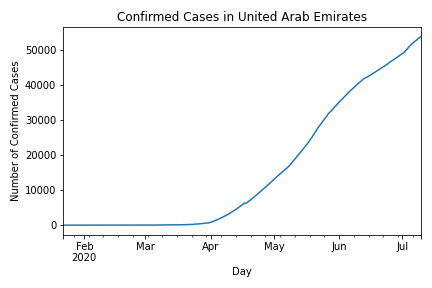 Confirmed Cases in United Arab Emirates
Number of Confirmed Cases
50000
40000
30000
20000
10000
0
Feb Mar Apr May Jun Jul
2020
Day